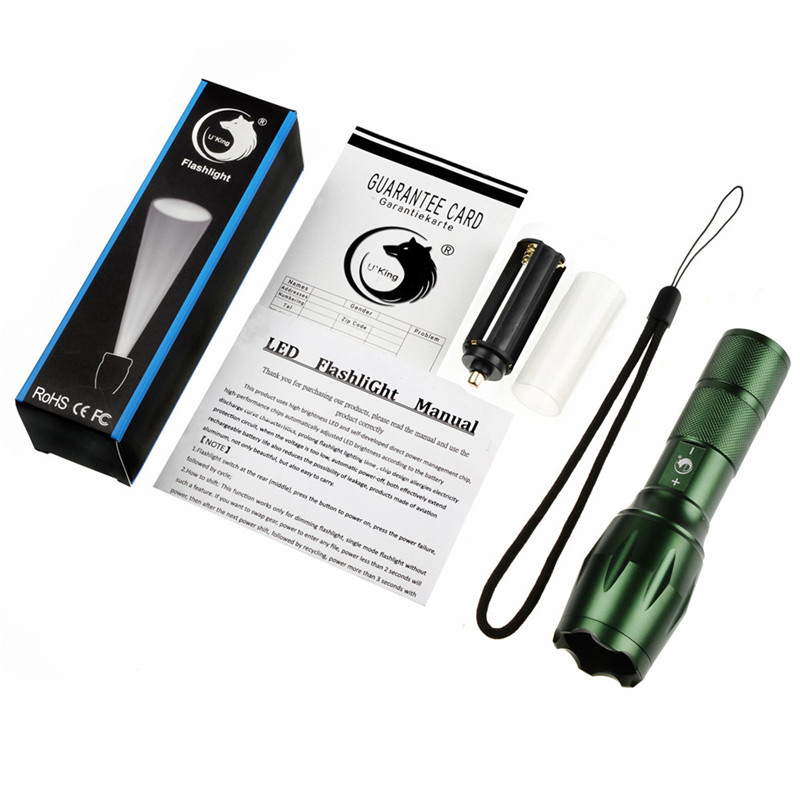 U'King
®
Flashlight
RoHS CE FC
GUARANTEE CARD
Garantiekarte
U'King
®
Names
Addresses
Gender
Numbering
Tel
Zip Code
Problem
LED FlashliGht Manual
Thank you for purchasing our products, please read the manual and use the
product correctly
This product uses high brightness LED and self-developed direct power management chip,
high performance chips automatically adjusted LED brightness according to the battery
discharge curve characteristics, prolong flashlight lighting time, chip design allergies electricity
protection circuit, when the voltage is too low, automatic power-off, both effectively extend
rechargeable battery life also reduces the possibility of leakage, products made of aviation
aluminum, not only beautiful, but also easy to carry.
【NOTE】
1.Flashlight switch at the rear (middle), press the button to power on, press the power failure,
followed by cycle;
2.How to shift: This function works only for dimming flashlight, single mode flashlight without
such a feature. If you want to swap gear, power to enter any file, power less than 2 seconds will
power, then after the next power shift, followed by recycling, power more than 3 seconds with
− +